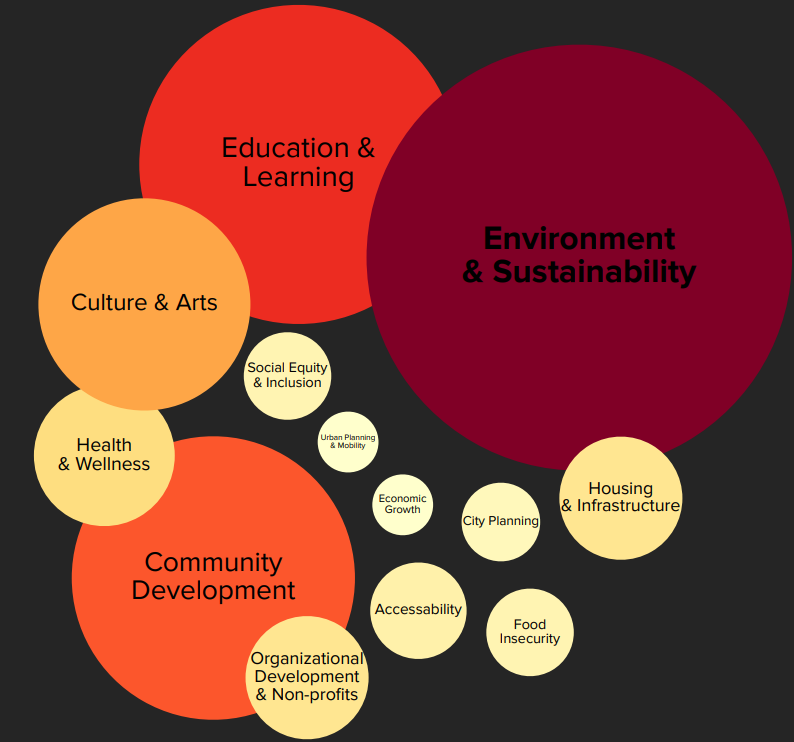 Education &
Learning
Environment
& Sustainability
Culture & Arts
Social Equity
& Inclusion
Health
& Wellness
Urban Planning
& Mobility
Economic
Growth
City Planning
Housing
& Infrastructure
Community
Development
Accessability
Food
Insecurity
Organizational
Development
& Non-profits